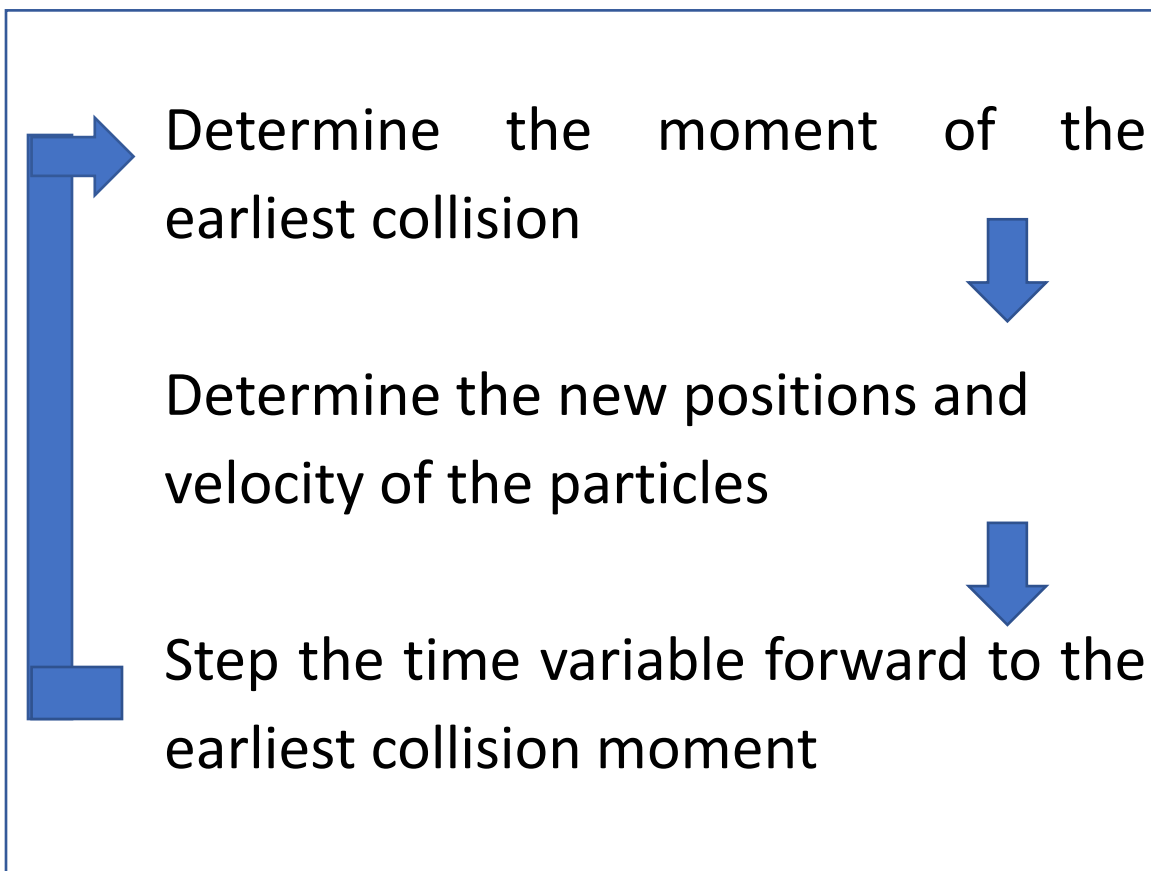 Determine the moment of the
earliest collision
Determine the new positions and
velocity of the particles
Step the time variable forward to the
earliest collision moment